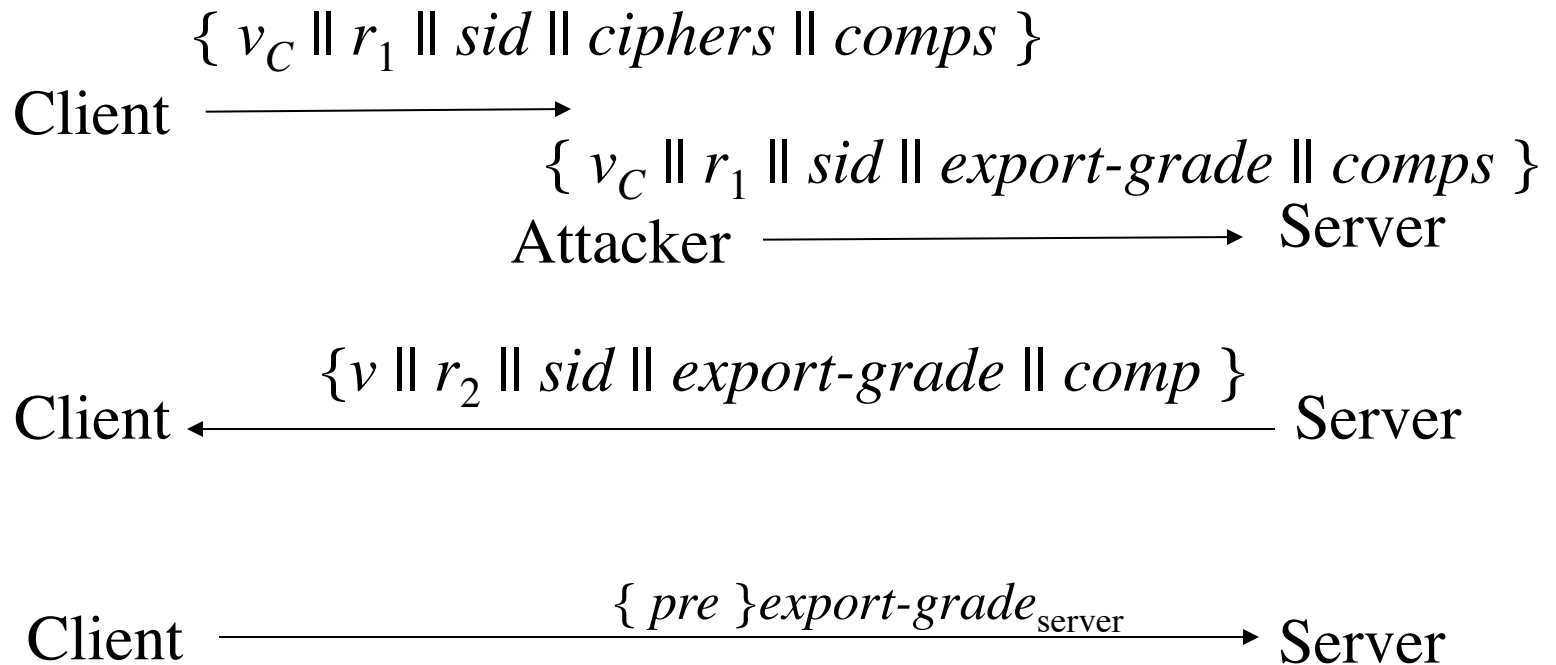 { v_C || r_1 || sid || ciphers || comps }
Client
{ v_C || r_1 || sid || export-grade || comps }
Attacker Server
{v || r_2 || sid || export-grade || comp }
Client Server
{ pre }export-grade_server
Client Server